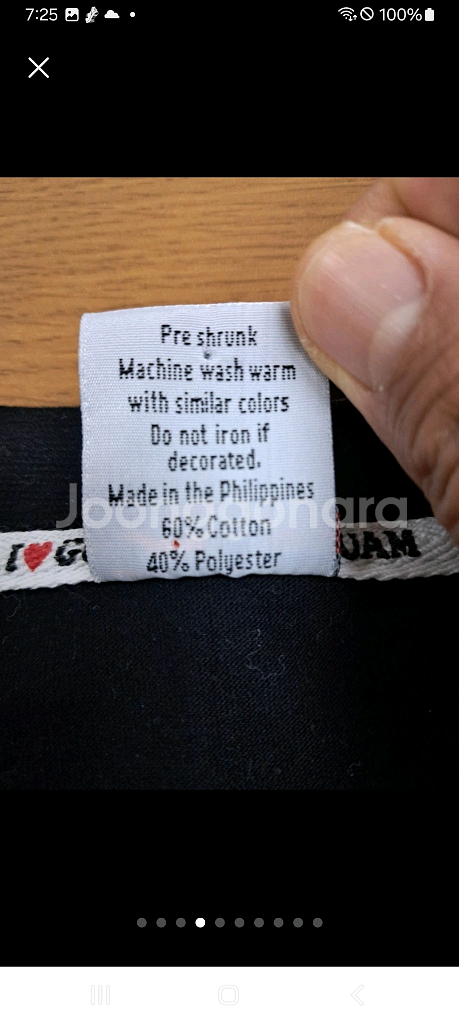 7:25
100%
Pre shrunk
Machine wash warm
with similar colors
Do not iron if
decorated.
Made in the Philippines
Joonggonara
60% Cotton
I❤G UAM
40% Polyester